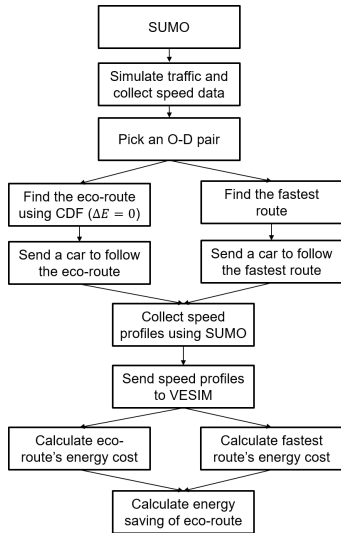 SUMO
Simulate traffic and
collect speed data
Pick an O-D pair
Find the eco-route
using CDF (Δ𝐸 = 0)
Find the fastest
route
Send a car to follow
the eco-route
Send a car to follow
the fastest route
Collect speed
profiles using SUMO
Send speed profiles
to VESIM
Calculate eco-
route's energy cost
Calculate fastest
route's energy cost
Calculate energy
saving of eco-route